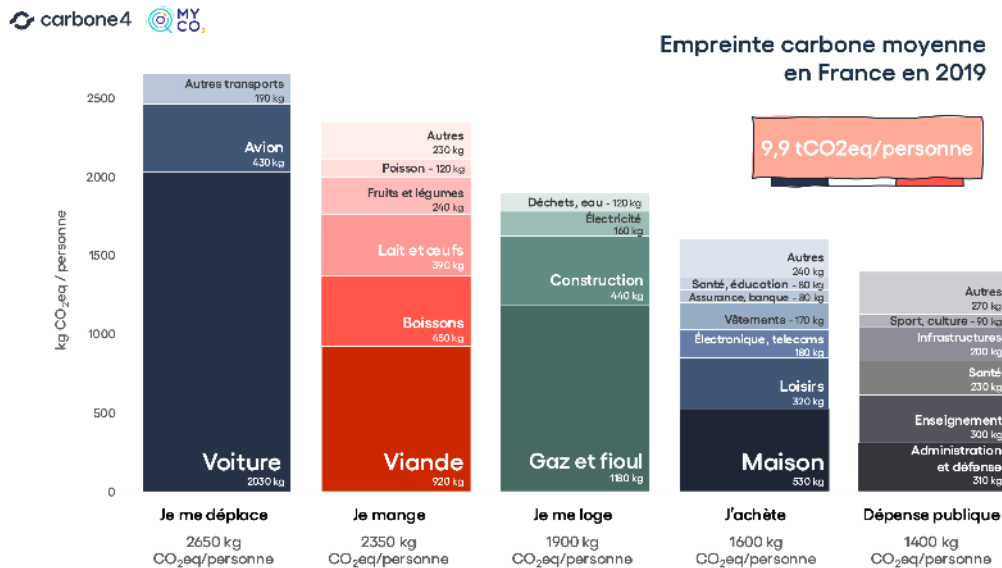 carbone4
MY
CO₂
Empreinte carbone moyenne
en France en 2019
9,9 tCO2eq/personne
kg CO₂eq / personne
2500
2000
1500
1000
500
0
Autres transports
190 kg
Avion
430 kg
Voiture
2030 kg
Autres
230 kg
Poisson - 120 kg
Fruits et légumes
240 kg
Lait et œufs
390 kg
Boissons
450 kg
Viande
920 kg
Déchets, eau - 120 kg
Électricité
160 kg
Construction
440 kg
Gaz et fioul
1180 kg
Autres
240 kg
Santé, éducation - 80 kg
Assurance, banque - 80 kg
Vêtements - 170 kg
Électronique, telecoms
180 kg
Loisirs
320 kg
Maison
530 kg
Autres
270 kg
Sport, culture - 90 kg
Infrastructures
200 kg
Santé
230 kg
Enseignement
300 kg
Administration
et défense
310 kg
Je me déplace
2650 kg
CO₂eq/personne
Je mange
2350 kg
CO₂eq/personne
Je me loge
1900 kg
CO₂eq/personne
J'achète
1600 kg
CO₂eq/personne
Dépense publique
1400 kg
CO₂eq/personne